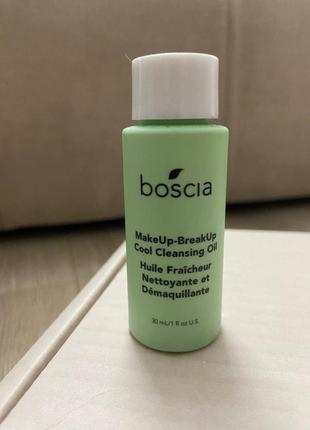 boscia
MakeUp-BreakUp
Cool Cleansing Oil
Huile Fraîcheur
Nettoyante et
Démaquillante
30 mL/1 fl oz U.S.